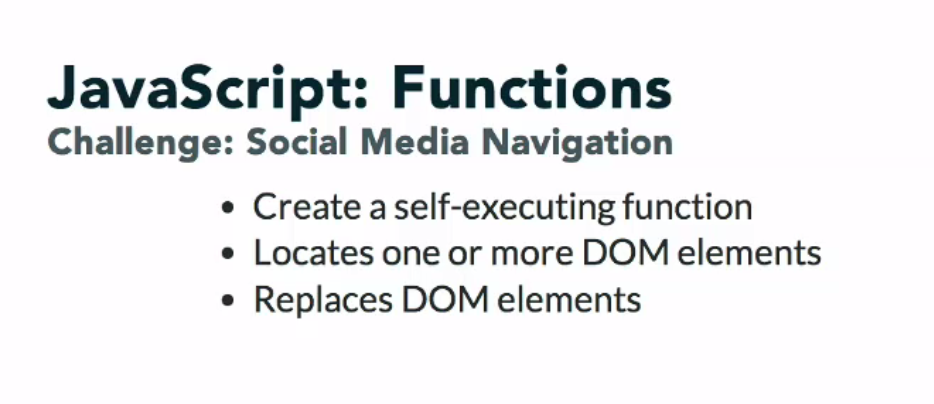 JavaScript: Functions
Challenge: Social Media Navigation
• Create a self-executing function
• Locates one or more DOM elements
• Replaces DOM elements